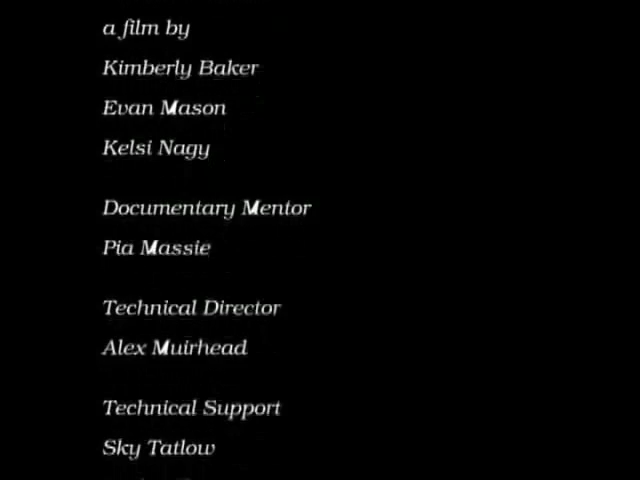 a film by
Kimberly Baker
Evan Mason
Kelsi Nagy
Documentary Mentor
Pia Massie
Technical Director
Alex Muirhead
Technical Support
Sky Tatlow